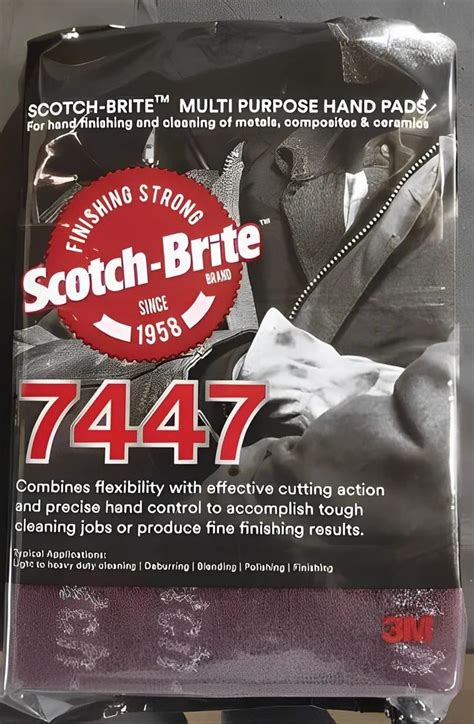 SCOTCH-BRITE™ MULTI PURPOSE HAND PADS
For hand finishing and cleaning of metals, composites & ceramics
FINISHING STRONG
Scotch-Brite™
BRAND
SINCE
1958
7447
Combines flexibility with effective cutting action
and precise hand control to accomplish tough
cleaning jobs or produce fine finishing results.
Typical Applications:
to heavy duty cleaning | Deburring | Blending | Polishing | Finishing
3M